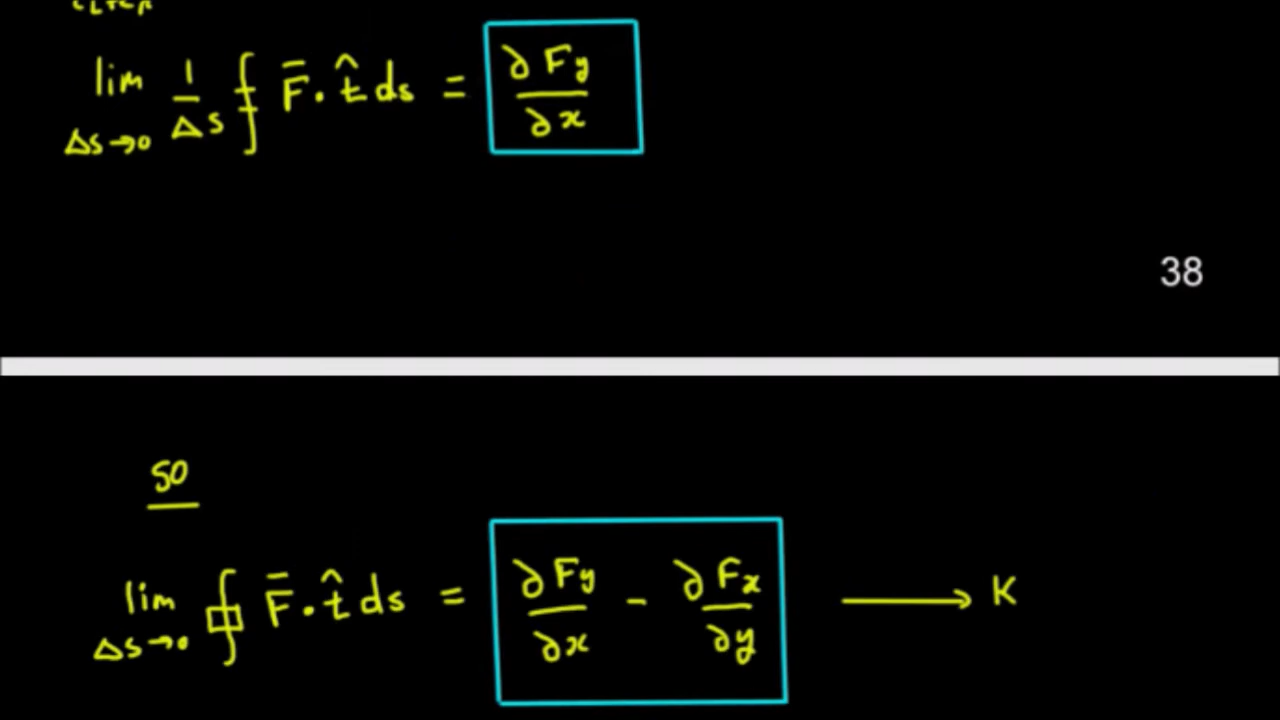 lim Δs→0 1/Δs ∮ F̄ · t̂ ds = ∂Fy/∂x
38
so
lim Δs→0 ∮ F̄ · t̂ ds = ∂Fy/∂x - ∂Fx/∂y → K